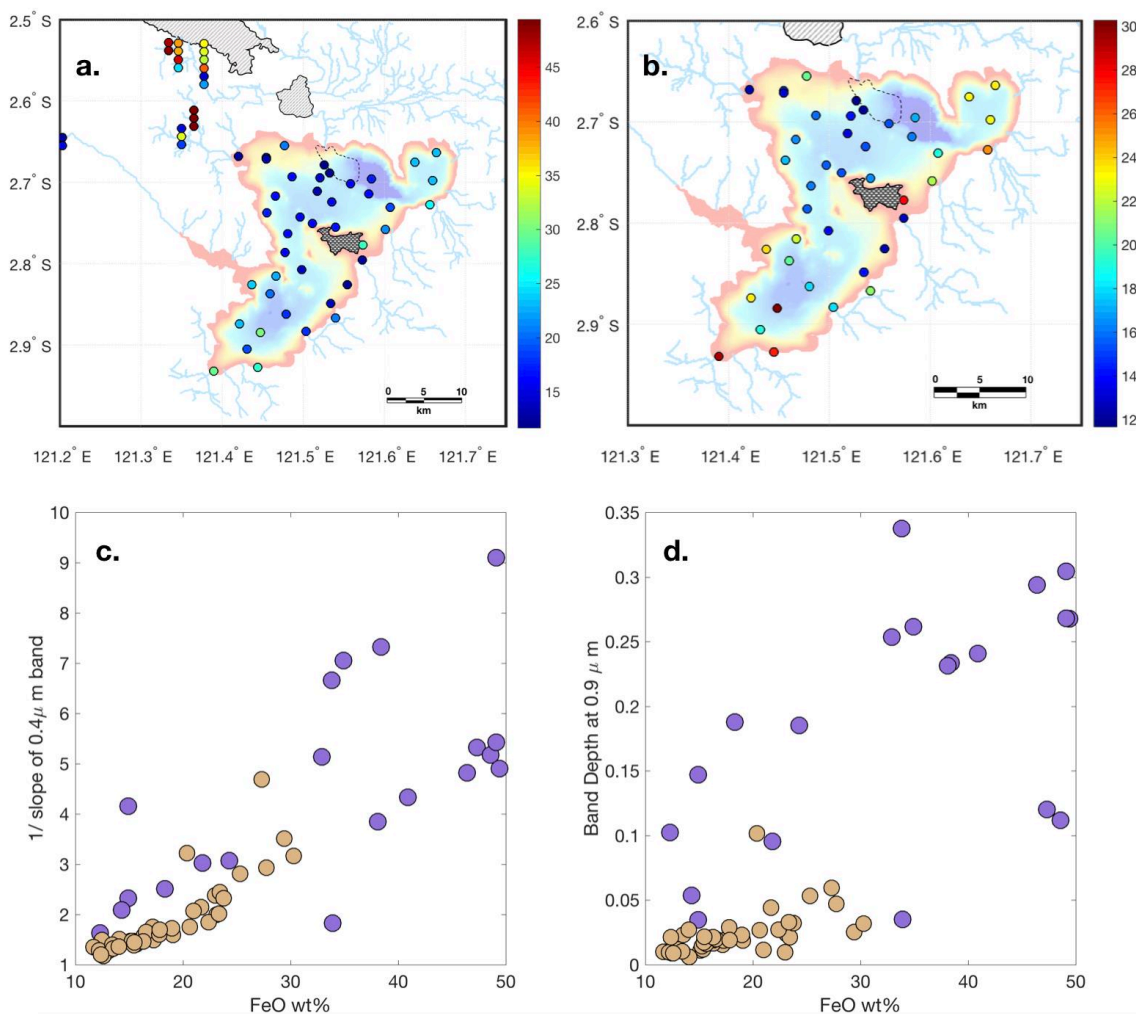 a.
2.5° S
2.6° S
2.7° S
2.8° S
2.9° S
121.2° E 121.3° E 121.4° E 121.5° E 121.6° E 121.7° E
0 5 10
km
45
40
35
30
25
20
15
b.
2.6° S
2.7° S
2.8° S
2.9° S
121.3° E 121.4° E 121.5° E 121.6° E 121.7° E
0 5 10
km
30
28
26
24
22
20
18
16
14
12
c.
1/ slope of 0.4μ m band
10
9
8
7
6
5
4
3
2
1
10 20 30 40 50
FeO wt%
d.
Band Depth at 0.9 μ m
0.35
0.3
0.25
0.2
0.15
0.1
0.05
0
10 20 30 40 50
FeO wt%